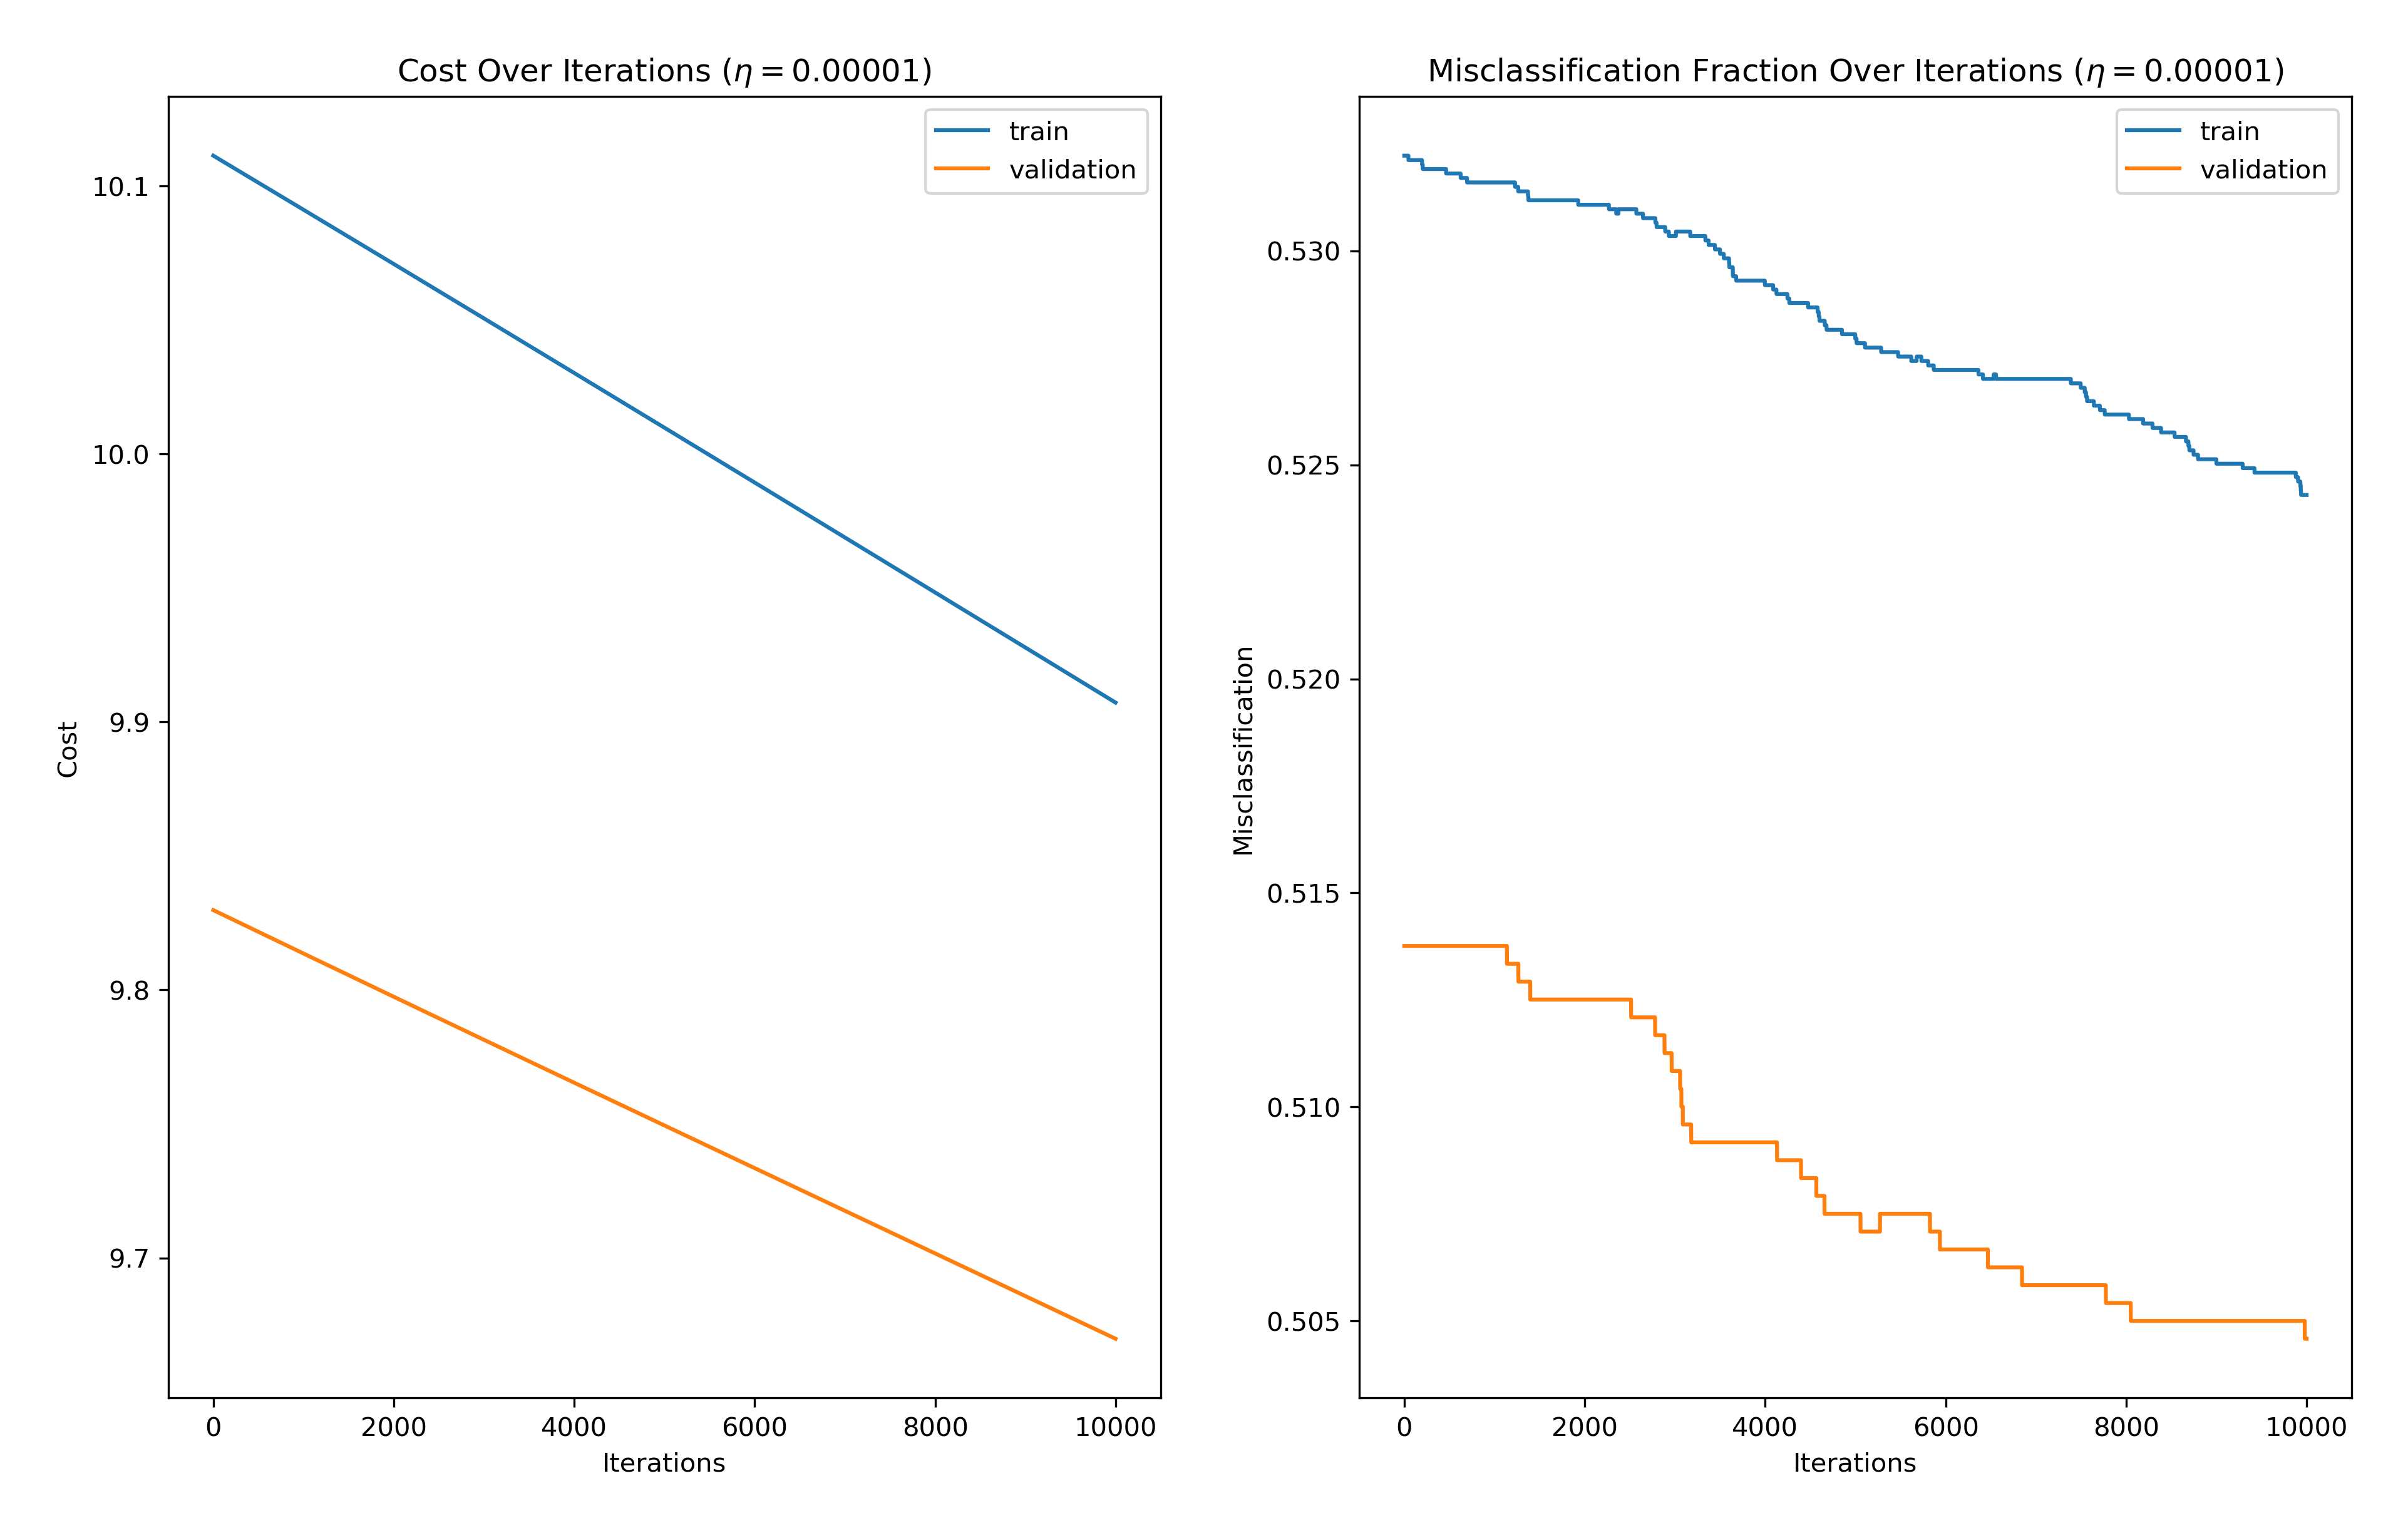 Cost Over Iterations (η = 0.00001)
train
validation
10.1
10.0
9.9
9.8
9.7
Cost
0
2000
4000
6000
8000
10000
Iterations
Misclassification Fraction Over Iterations (η = 0.00001)
train
validation
0.530
0.525
0.520
0.515
0.510
0.505
Misclassification
0
2000
4000
6000
8000
10000
Iterations